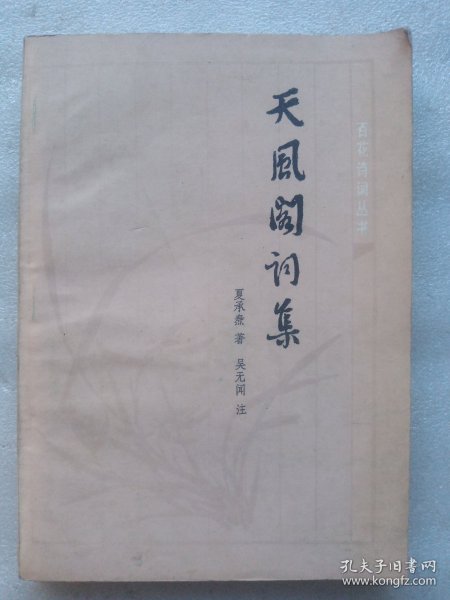 百花诗词丛书
天風阁词集
夏承焘 著 吴无闻 注
孔夫子旧书网
www.kongfz.com